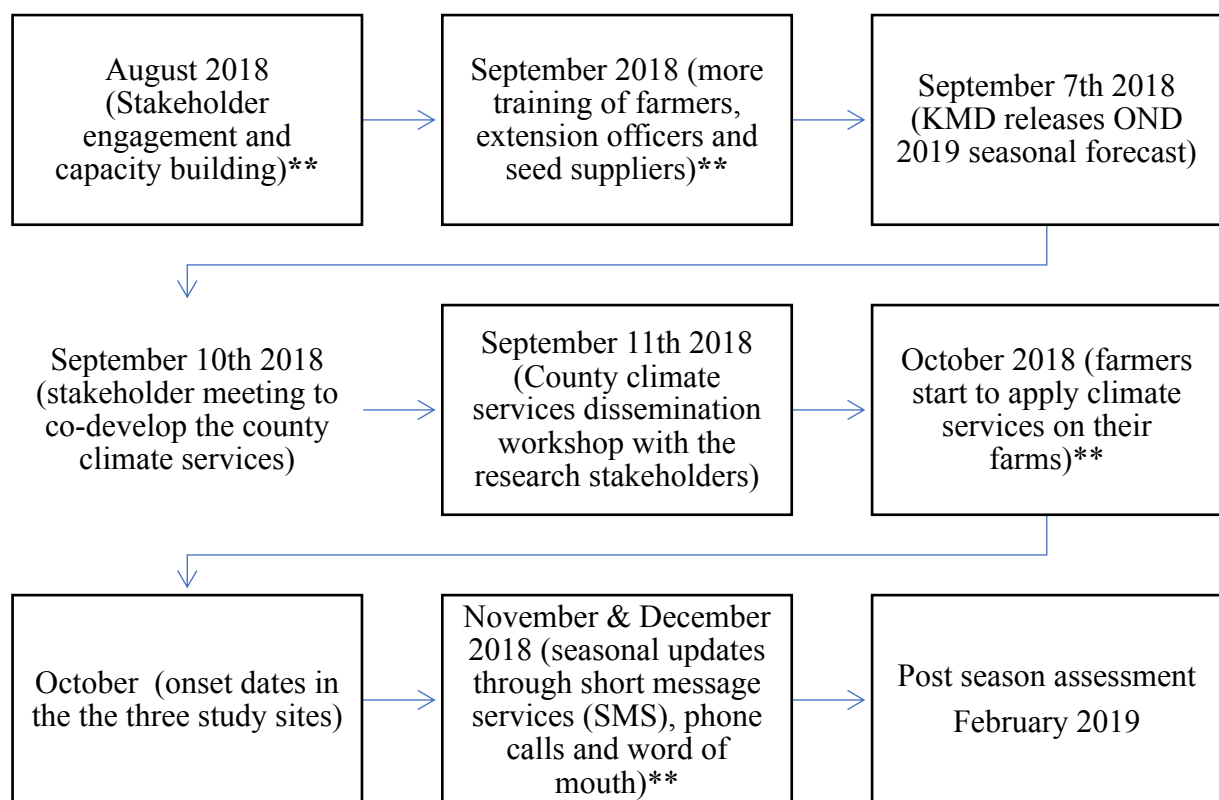 August 2018
(Stakeholder
engagement and
capacity building)**
September 2018 (more
training of farmers,
extension officers and
seed suppliers)**
September 7th 2018
(KMD releases OND
2019 seasonal forecast)
September 10th 2018
(stakeholder meeting to
co-develop the county
climate services)
September 11th 2018
(County climate
services dissemination
workshop with the
research stakeholders)
October 2018 (farmers
start to apply climate
services on their
farms)**
October  (onset dates in
the the three study sites)
November & December
2018 (seasonal updates
through short message
services (SMS), phone
calls and word of
mouth)**
Post season assessment
February 2019